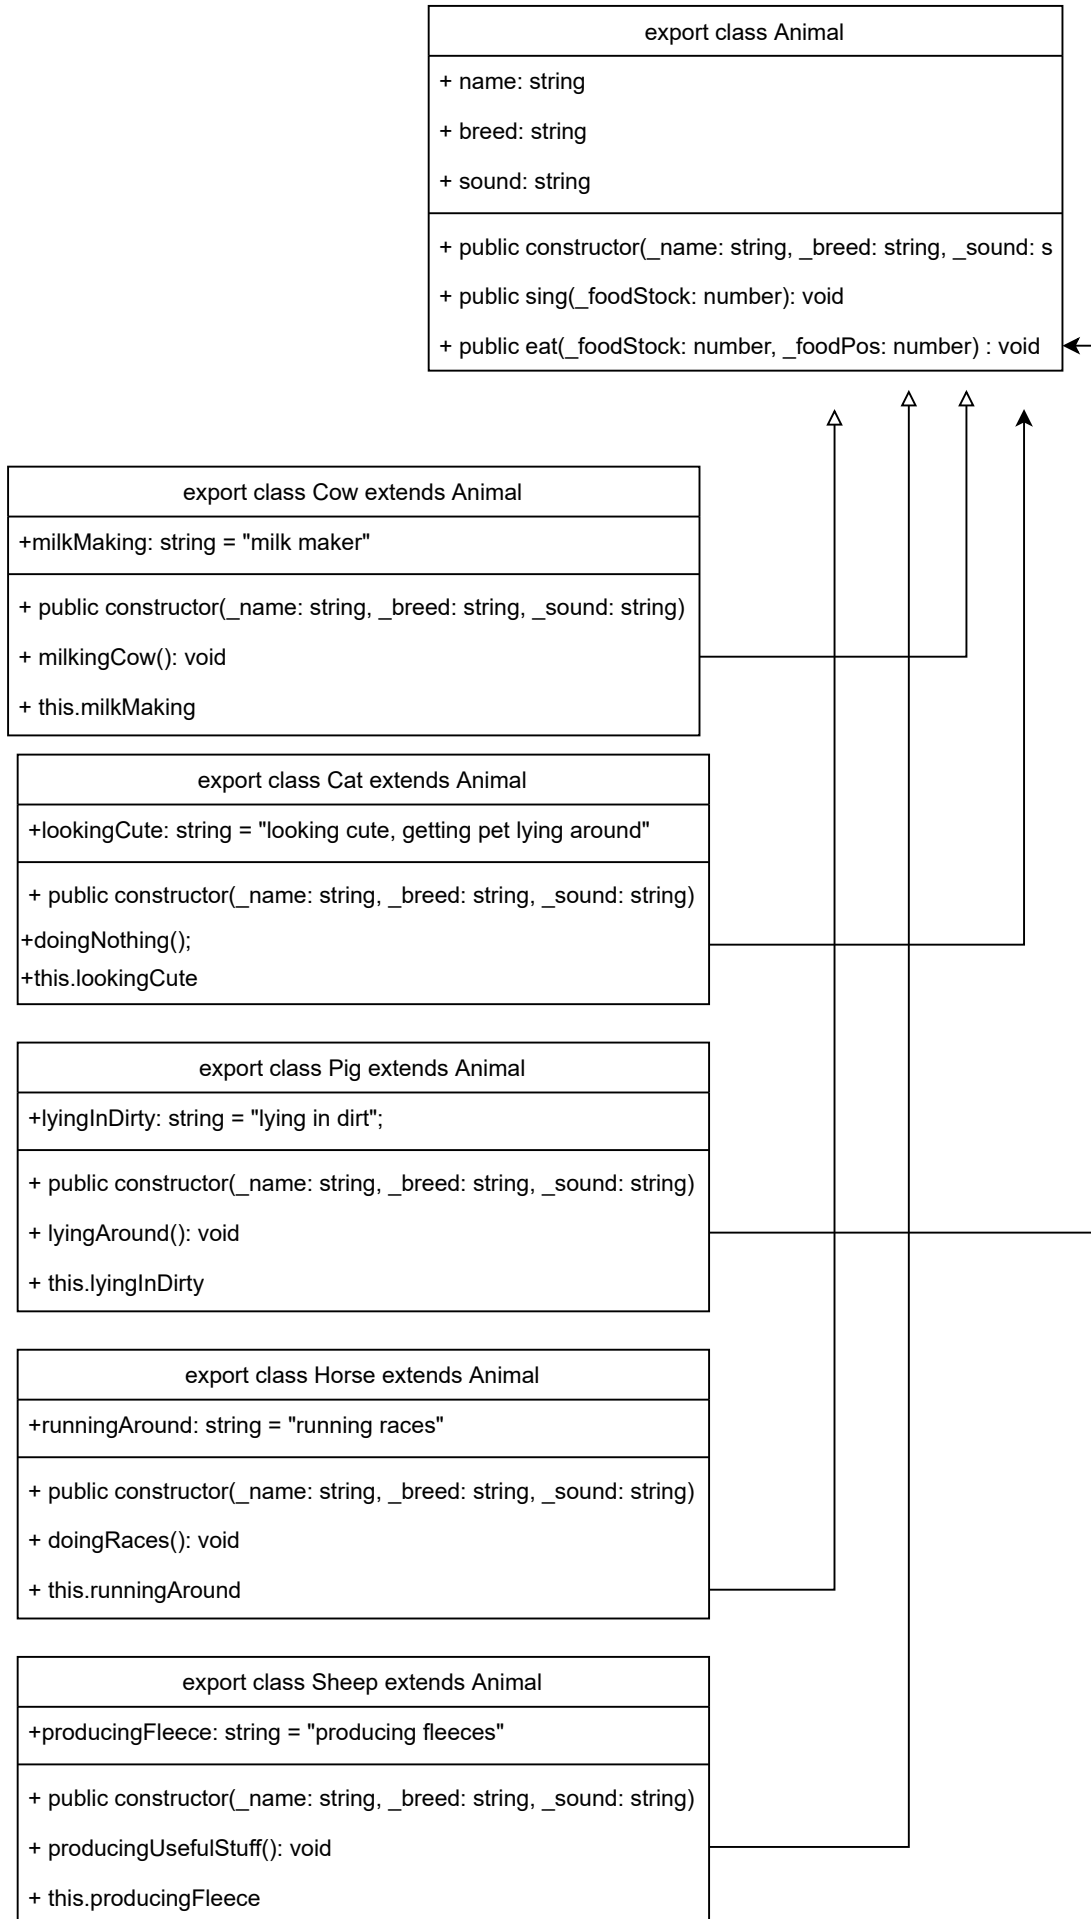 export class Animal
+ name: string
+ breed: string
+ sound: string
+ public constructor(_name: string, _breed: string, _sound: s
+ public sing(_foodStock: number): void
+ public eat(_foodStock: number, _foodPos: number) : void
export class Cow extends Animal
+milkMaking: string = "milk maker"
+ public constructor(_name: string, _breed: string, _sound: string)
+ milkingCow(): void
+ this.milkMaking
export class Cat extends Animal
+lookingCute: string = "looking cute, getting pet lying around"
+ public constructor(_name: string, _breed: string, _sound: string)
+doingNothing();
+this.lookingCute
export class Pig extends Animal
+lyingInDirty: string = "lying in dirt";
+ public constructor(_name: string, _breed: string, _sound: string)
+ lyingAround(): void
+ this.lyingInDirty
export class Horse extends Animal
+runningAround: string = "running races"
+ public constructor(_name: string, _breed: string, _sound: string)
+ doingRaces(): void
+ this.runningAround
export class Sheep extends Animal
+producingFleece: string = "producing fleeces"
+ public constructor(_name: string, _breed: string, _sound: string)
+ producingUsefulStuff(): void
+ this.producingFleece